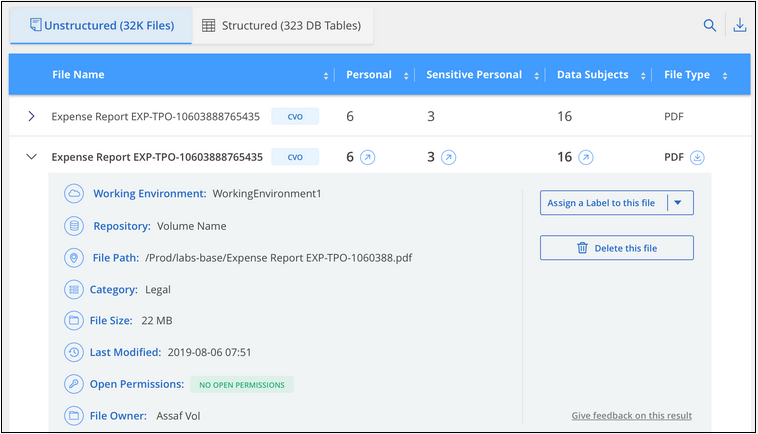 Unstructured (32K Files) Structured (323 DB Tables)
File Name Personal Sensitive Personal Data Subjects File Type
Expense Report EXP-TPO-10603888765435 CVO 6 3 16 PDF
Expense Report EXP-TPO-10603888765435 CVO 6 3 16 PDF
Working Environment: WorkingEnvironment1 Assign a Label to this file
Repository: Volume Name
Delete this file
File Path: /Prod/labs-base/Expense Report EXP-TPO-1060388.pdf
Category: Legal
File Size: 22 MB
Last Modified: 2019-08-06 07:51
Open Permissions: NO OPEN PERMISSIONS
File Owner: Assaf Vol Give feedback on this result